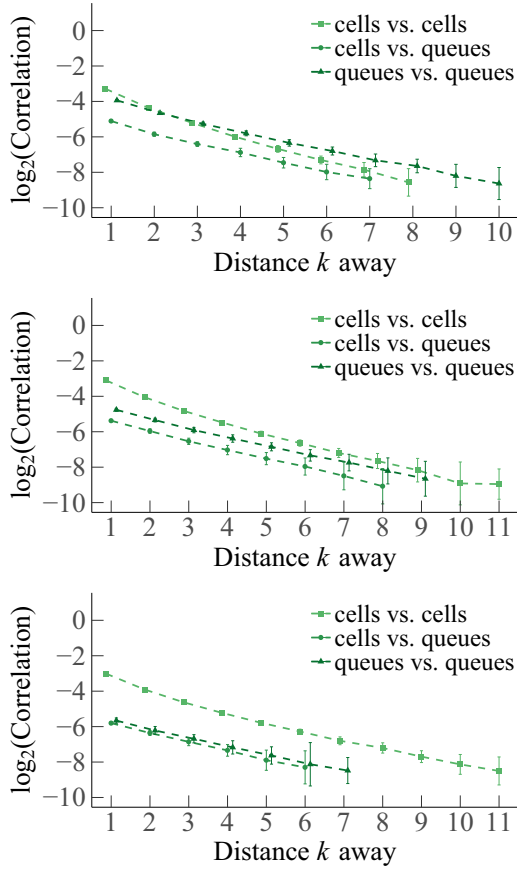 0
−2
−4
−6
−8
−10
log₂(Correlation)
cells vs. cells
cells vs. queues
queues vs. queues
1 2 3 4 5 6 7 8 9 10
Distance k away
0
−2
−4
−6
−8
−10
log₂(Correlation)
cells vs. cells
cells vs. queues
queues vs. queues
1 2 3 4 5 6 7 8 9 10 11
Distance k away
0
−2
−4
−6
−8
−10
log₂(Correlation)
cells vs. cells
cells vs. queues
queues vs. queues
1 2 3 4 5 6 7 8 9 10 11
Distance k away